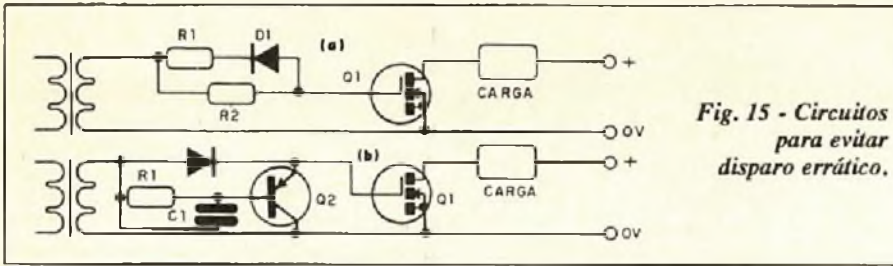 R1
D1
(a)
R2
Q1
CARGA
+
0V
(b)
R1
C1
Q2
Q1
CARGA
+
0V
Fig. 15 - Circuitos
para evitar
disparo errático.